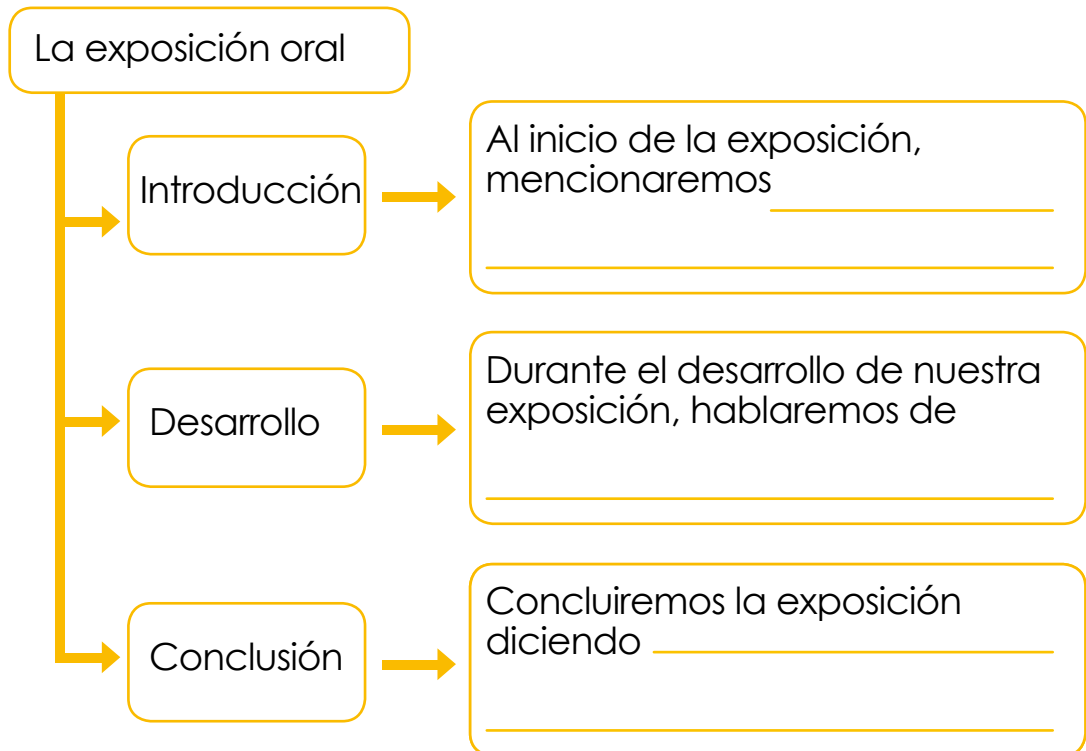 La exposición oral
Introducción
Al inicio de la exposición,
mencionaremos
Desarrollo
Durante el desarrollo de nuestra
exposición, hablaremos de
Conclusión
Concluiremos la exposición
diciendo